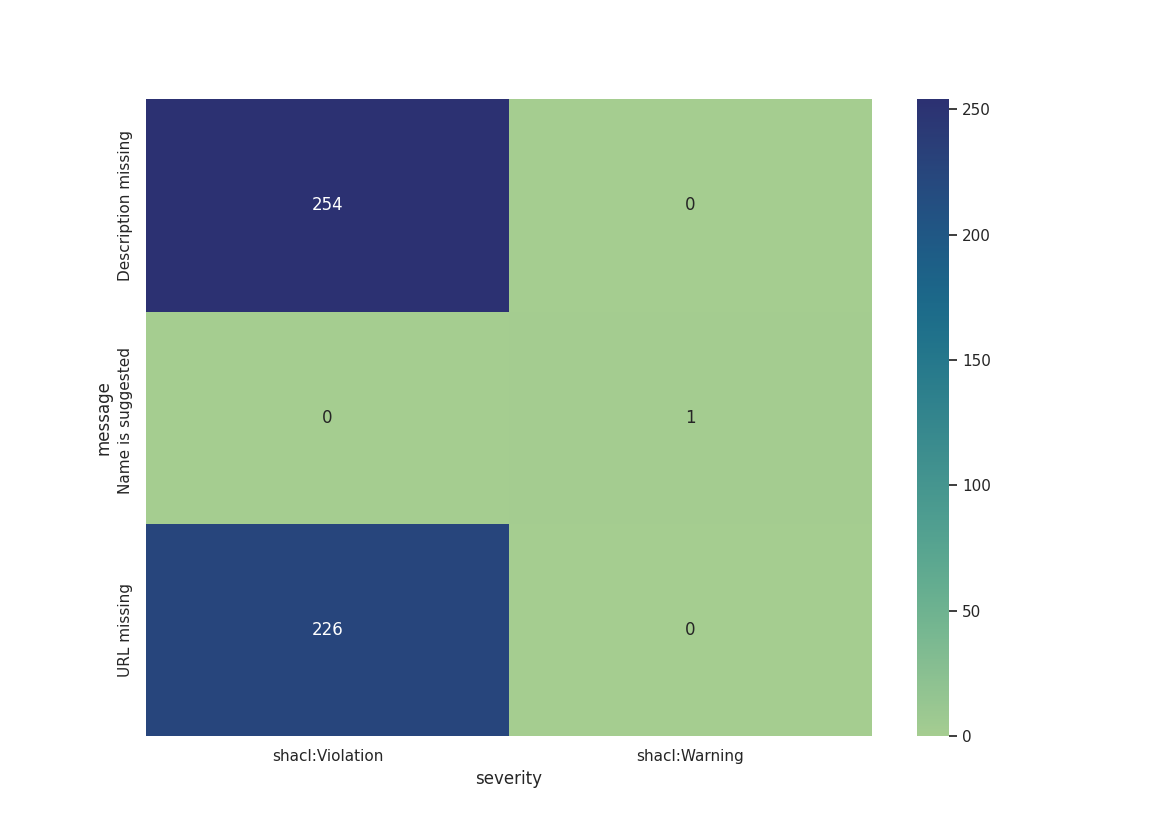 message
Description missing
Name is suggested
URL missing
254
0
0
1
226
0
shacl:Violation
shacl:Warning
severity
250
200
150
100
50
0